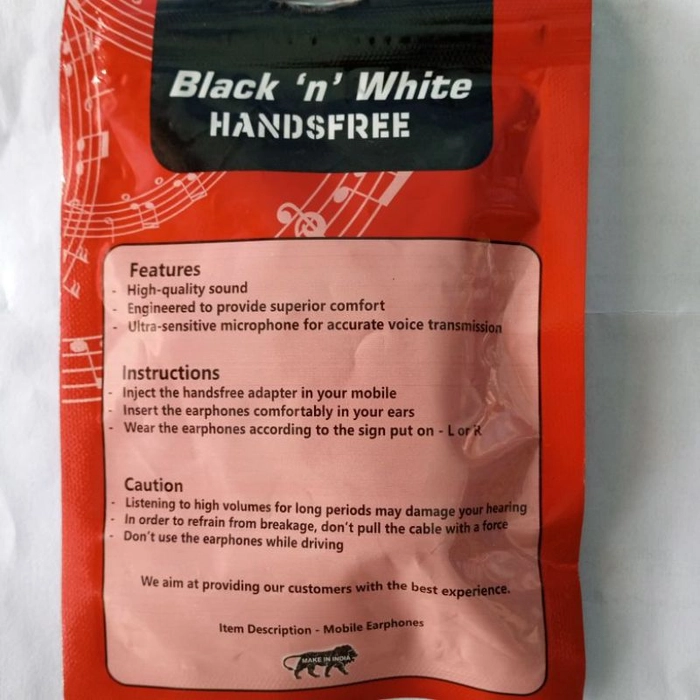 Black 'n' White
HANDSFREE
Features
- High-quality sound
- Engineered to provide superior comfort
- Ultra-sensitive microphone for accurate voice transmission
Instructions
- Inject the handsfree adapter in your mobile
- Insert the earphones comfortably in your ears
- Wear the earphones according to the sign put on - L or R
Caution
- Listening to high volumes for long periods may damage your hearing
- In order to refrain from breakage, don't pull the cable with a force
- Don't use the earphones while driving
We aim at providing our customers with the best experience.
Item Description - Mobile Earphones
MAKE IN INDIA